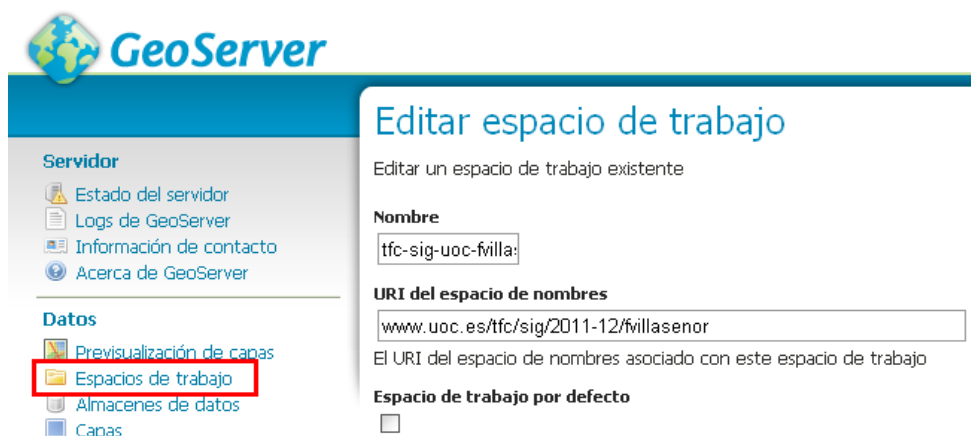 GeoServer
Editar espacio de trabajo
Editar un espacio de trabajo existente
Servidor
Estado del servidor
Logs de GeoServer
Información de contacto
Acerca de GeoServer
Datos
Previsualización de capas
Espacios de trabajo
Almacenes de datos
Capas
Nombre
tfc-sig-uoc-fvillas
URI del espacio de nombres
www.uoc.es/tfc/sig/2011-12/fvillasenor
El URI del espacio de nombres asociado con este espacio de trabajo
Espacio de trabajo por defecto